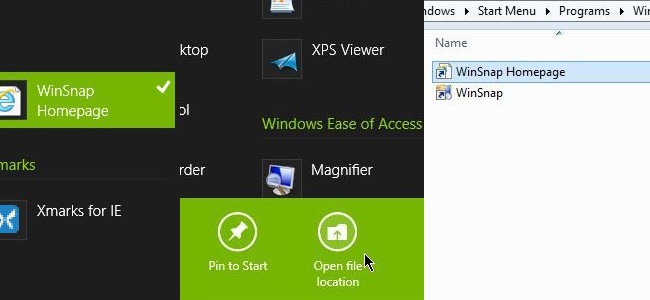 WinSnap
Homepage
marks
Xmarks for IE
ktop
XPS Viewer
ol
Windows Ease of Access
rder
Magnifier
Pin to Start
Open file
location
ndows ▸ Start Menu ▸ Programs ▸ Win
Name
WinSnap Homepage
WinSnap